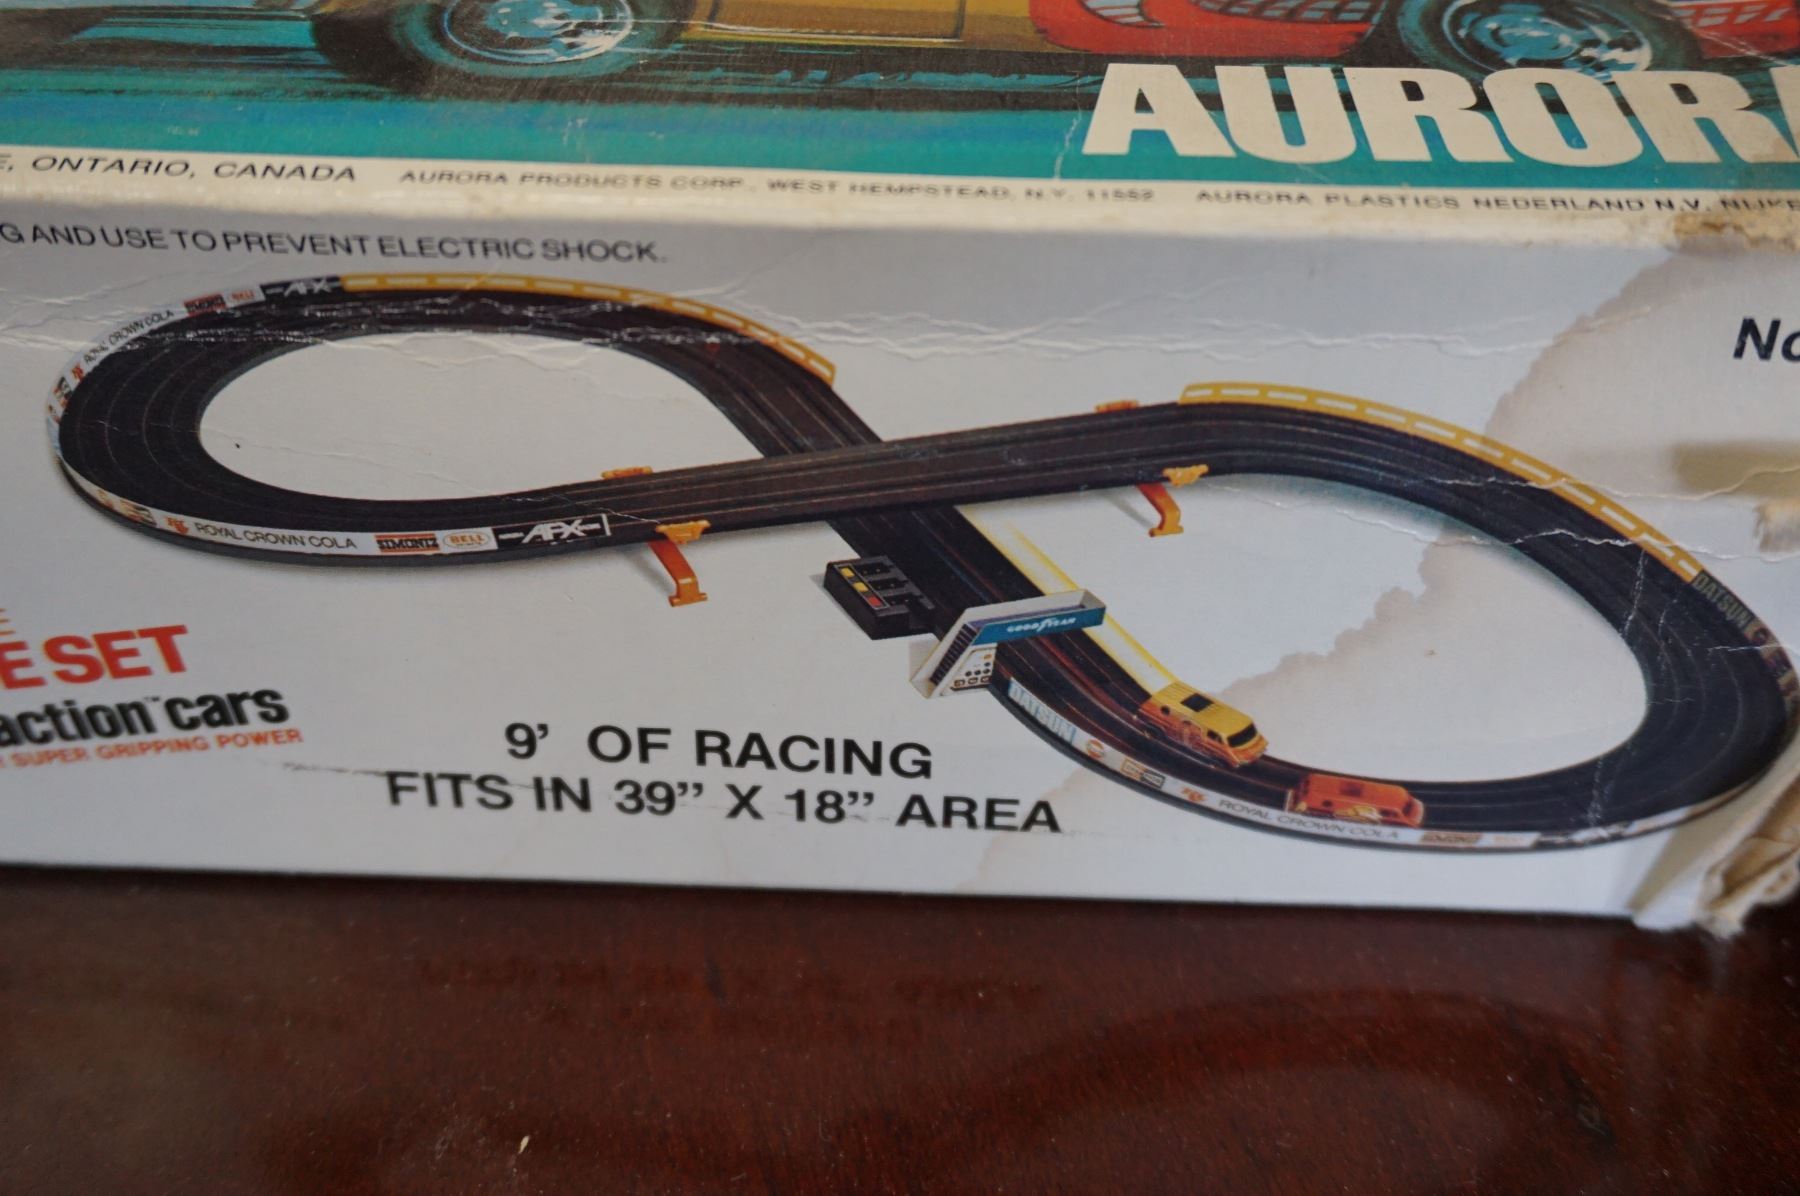 AURORA
ONTARIO, CANADA AURORA PRODUCTS CORP. WEST HEMPSTEAD, N.Y. 11552 AURORA PLASTICS NEDERLAND N.V.
G AND USE TO PREVENT ELECTRIC SHOCK.
AFX
ROYAL CROWN COLA
No
ROYAL CROWN COLA SIMONIZ BELL AFX
DATSUN
GOODYEAR
E SET
action™ cars
SUPER GRIPPING POWER
DATSUN
ROYAL CROWN COLA
9’ OF RACING
FITS IN 39” X 18” AREA